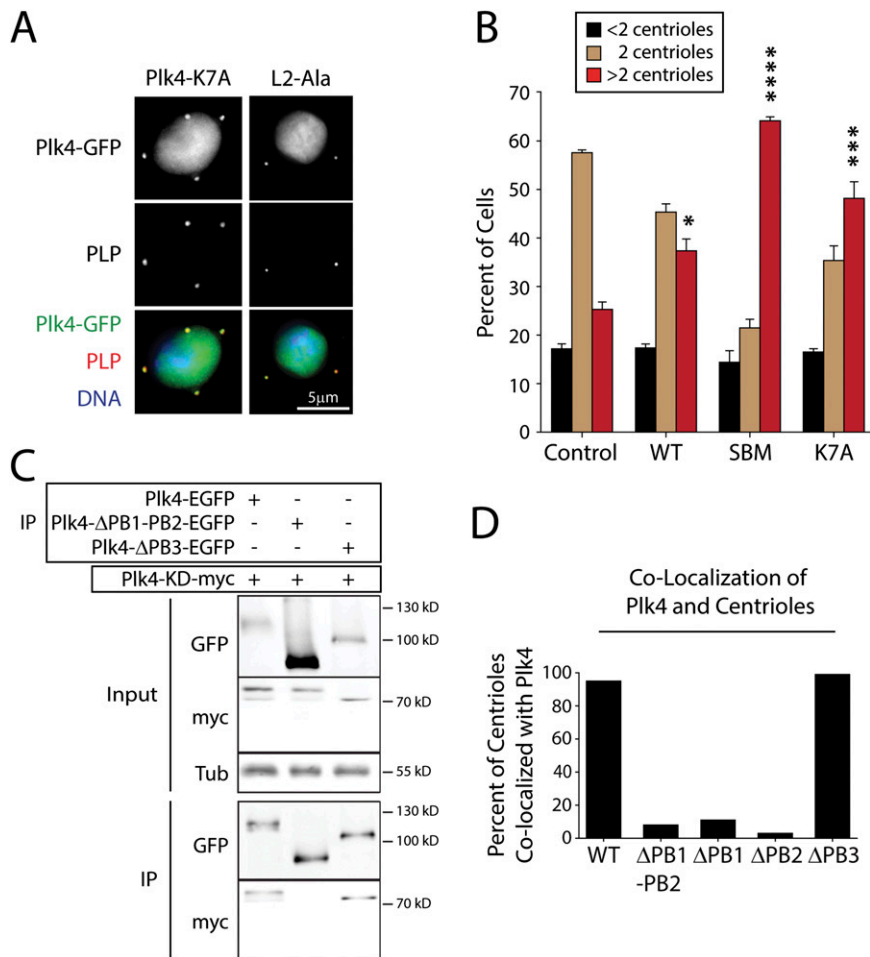 A
Plk4-K7A L2-Ala
Plk4-GFP
PLP
Plk4-GFP
PLP
DNA
5μm
B
<2 centrioles
2 centrioles
>2 centrioles
Percent of Cells
70
60
50
40
30
20
10
0
*
****
***
Control WT SBM K7A
C
IP
Plk4-EGFP + - -
Plk4-ΔPB1-PB2-EGFP - + -
Plk4-ΔPB3-EGFP - - +
Plk4-KD-myc + + +
Input
GFP
130 kD
100 kD
myc
70 kD
Tub
55 kD
IP
GFP
130 kD
100 kD
myc
70 kD
D
Co-Localization of
Plk4 and Centrioles
Percent of Centrioles
Co-localized with Plk4
100
80
60
40
20
0
WT ΔPB1 ΔPB1 ΔPB2 ΔPB3
-PB2